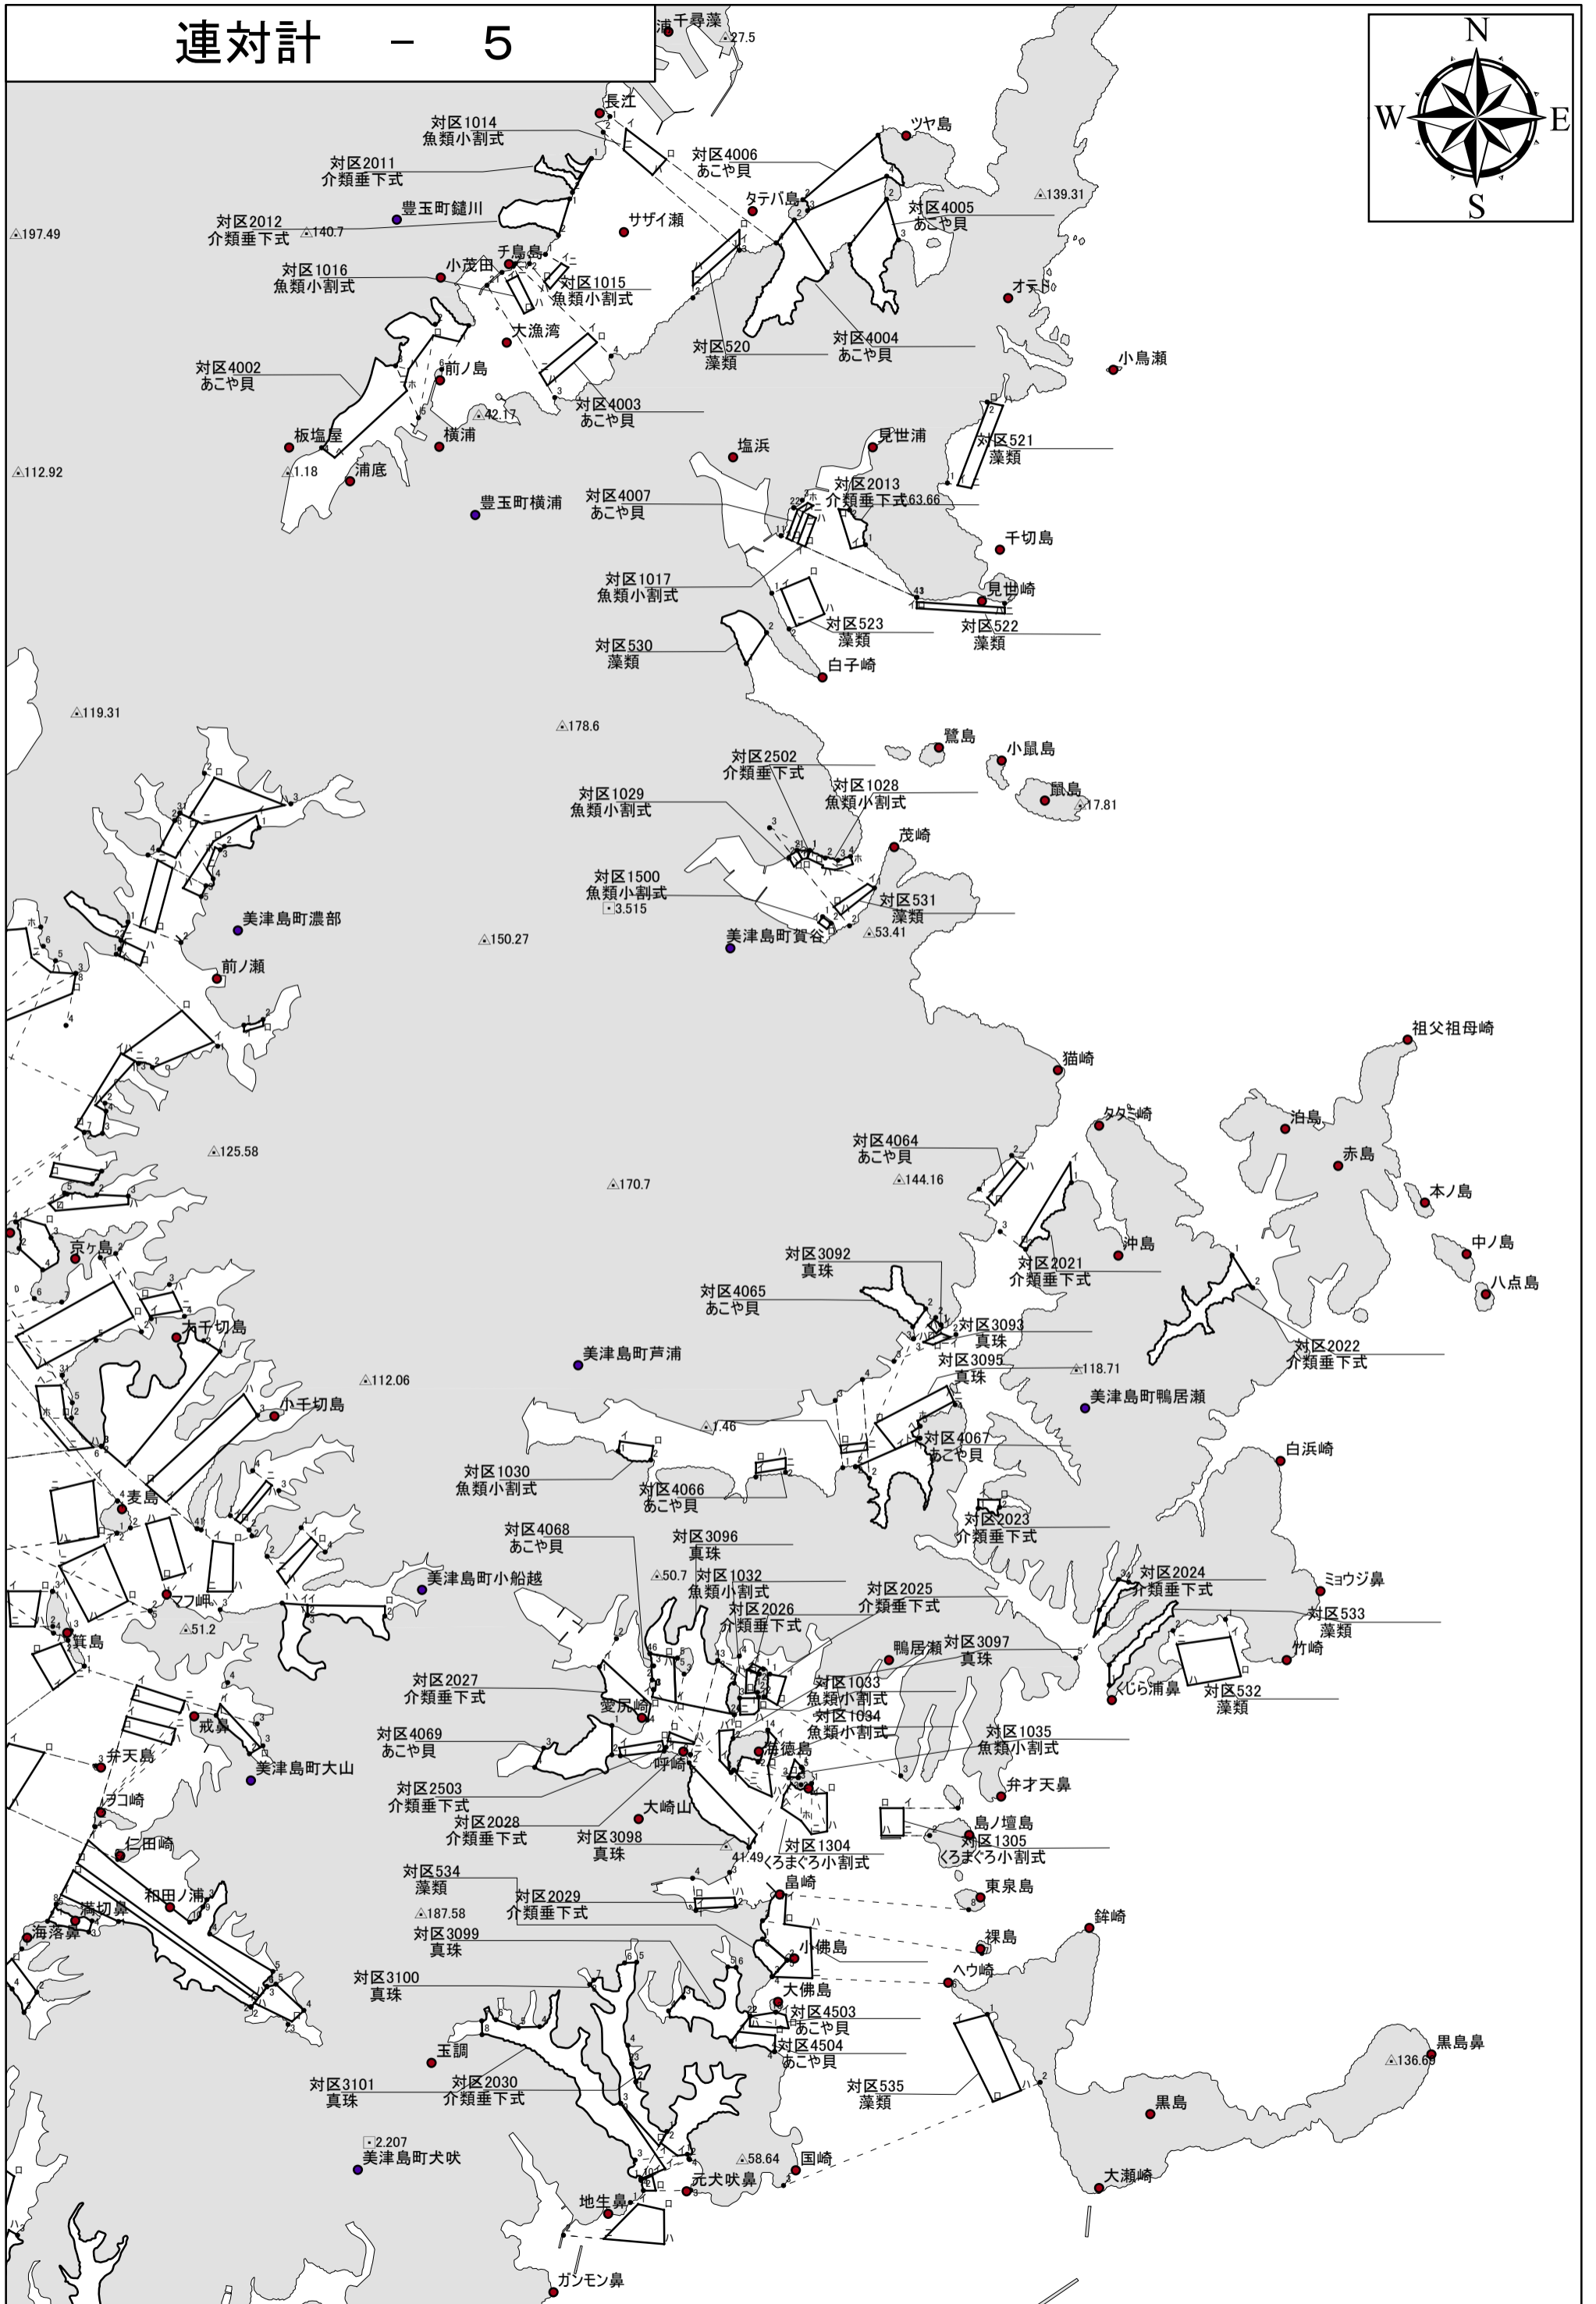 連対計　－　５
N
W
E
S
浦
千尋藻
27.5
長江
対区1014
魚類小割式
対区2011
介類垂下式
対区4006
あこや貝
ツヤ島
タテバ島
139.31
豊玉町鑓川
対区2012
介類垂下式
140.7
サザイ瀬
対区4005
あこや貝
197.49
小茂田
千鳥島
対区1016
魚類小割式
対区1015
魚類小割式
大漁湾
対区520
藻類
対区4004
あこや貝
小鳥瀬
対区4002
あこや貝
前ノ島
42.17
対区4003
あこや貝
板塩屋
横浦
塩浜
見世浦
対区521
藻類
112.92
1.18
浦底
豊玉町横浦
対区4007
あこや貝
対区2013
介類垂下式
63.66
千切島
対区1017
魚類小割式
見世崎
対区523
藻類
対区522
藻類
対区530
藻類
白子崎
119.31
178.6
鷺島
小鼠島
対区2502
介類垂下式
対区1029
魚類小割式
対区1028
魚類小割式
鼠島
17.81
茂崎
対区1500
魚類小割式
3.515
対区531
藻類
53.41
美津島町濃部
150.27
美津島町賀谷
前ノ瀬
祖父祖母崎
猫崎
タタミ崎
泊島
125.58
対区4064
あこや貝
赤島
170.7
144.16
本ノ島
京ヶ島
対区3092
真珠
沖島
中ノ島
対区2021
介類垂下式
対区4065
あこや貝
八点島
大千切島
対区3093
真珠
対区2022
介類垂下式
美津島町芦浦
対区3095
真珠
118.71
112.06
美津島町鴨居瀬
小千切島
1.46
対区4067
あこや貝
白浜崎
対区1030
魚類小割式
対区4066
あこや貝
麦島
対区2023
介類垂下式
対区4068
あこや貝
対区3096
真珠
美津島町小船越
50.7
対区1032
魚類小割式
対区2025
介類垂下式
対区2024
介類垂下式
ミョウジ鼻
マフ岬
対区2026
介類垂下式
対区533
藻類
51.2
箕島
鴨居瀬
対区3097
真珠
竹崎
対区2027
介類垂下式
対区1033
魚類小割式
くじら浦鼻
対区532
藻類
愛尻崎
対区1034
魚類小割式
戒鼻
対区4069
あこや貝
呼崎
海徳島
対区1035
魚類小割式
弁天島
美津島町大山
対区2503
介類垂下式
弁才天鼻
ヲコ崎
大崎山
対区2028
介類垂下式
島ノ壇島
仁田崎
対区3098
真珠
41.49
対区1304
くろまぐろ小割式
対区1305
くろまぐろ小割式
対区534
藻類
畠崎
東泉島
和田ノ浦
対区2029
介類垂下式
満切鼻
187.58
鉾崎
海落鼻
対区3099
真珠
小佛島
裸島
対区3100
真珠
ヘウ崎
大佛島
対区4503
あこや貝
玉調
対区4504
あこや貝
黒島鼻
136.69
対区3101
真珠
対区2030
介類垂下式
対区535
藻類
黒島
2.207
美津島町犬吠
58.64
国崎
元犬吠鼻
大瀬崎
地生鼻
ガンモン鼻